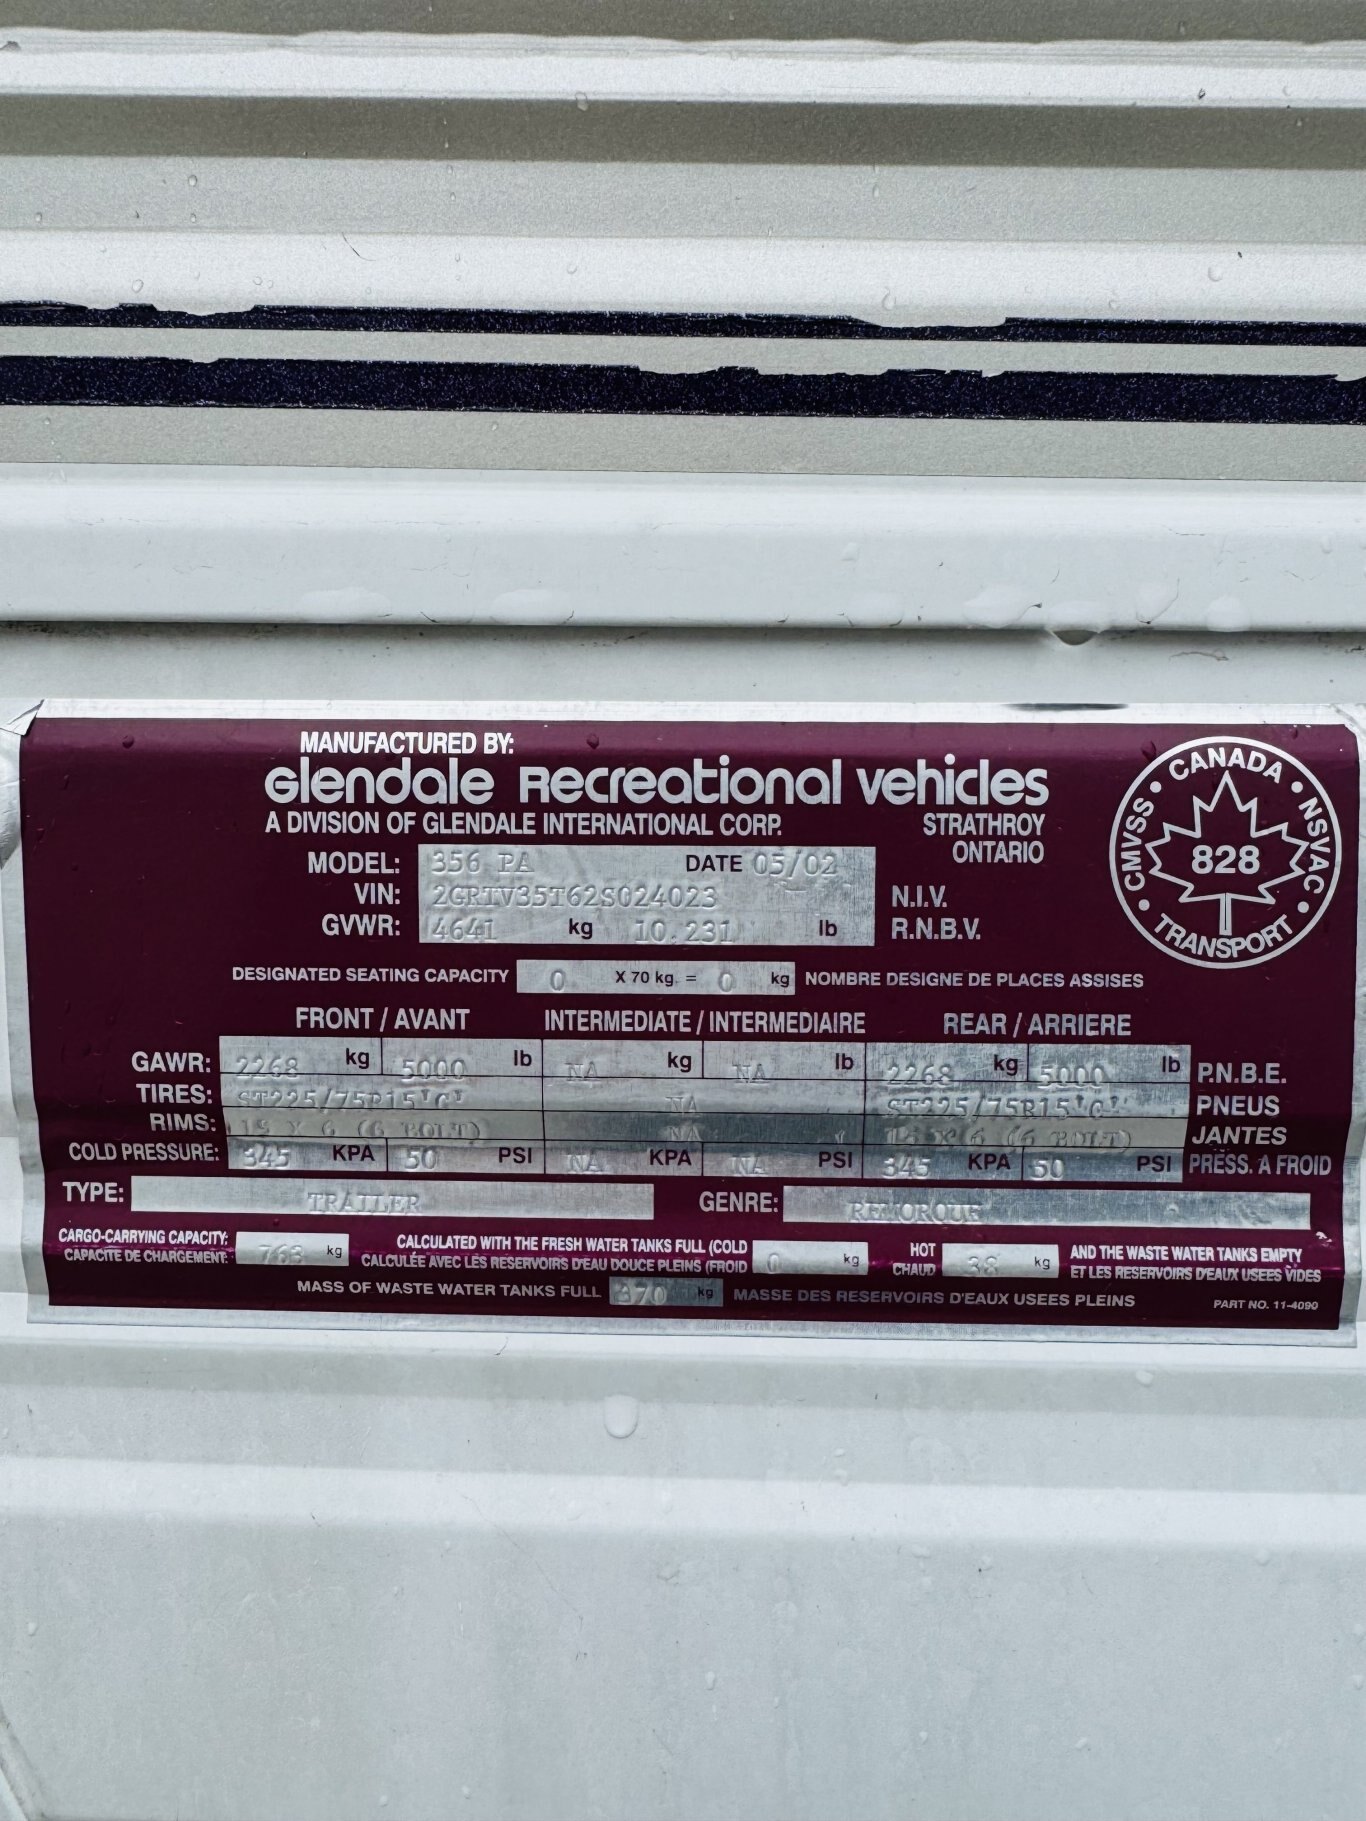 MANUFACTURED BY:
Glendale Recreational Vehicles
A DIVISION OF GLENDALE INTERNATIONAL CORP.
STRATHROY
ONTARIO
CANADA
CMVSS
NSVAC
828
TRANSPORT
MODEL: 356 PA DATE 05/02
VIN: 2GRTV35T62S024023 N.I.V.
GVWR: 4641 kg 10,231 lb R.N.B.V.
DESIGNATED SEATING CAPACITY 0 X 70 kg. = 0 kg NOMBRE DESIGNE DE PLACES ASSISES
FRONT / AVANT INTERMEDIATE / INTERMEDIAIRE REAR / ARRIERE
GAWR: 2268 kg 5000 lb NA kg NA lb 2268 kg 5000 lb P.N.B.E.
TIRES: ST225/75R15'C' NA ST225/75R15'C' PNEUS
RIMS: 15 X 6 (6 BOLT) NA 15 X 6 (6 BOLT) JANTES
COLD PRESSURE: 345 KPA 50 PSI NA KPA NA PSI 345 KPA 50 PSI PRESS. A FROID
TYPE: TRAILER GENRE: REMORQUE
CARGO-CARRYING CAPACITY: 763 kg CALCULATED WITH THE FRESH WATER TANKS FULL (COLD 0 kg HOT 38 kg AND THE WASTE WATER TANKS EMPTY
CAPACITE DE CHARGEMENT: CALCULÉE AVEC LES RESERVOIRS D'EAU DOUCE PLEINS (FROID CHAUD ET LES RESERVOIRS D'EAUX USEES VIDES
MASS OF WASTE WATER TANKS FULL 370 kg MASSE DES RESERVOIRS D'EAUX USEES PLEINS
PART NO. 11-4090